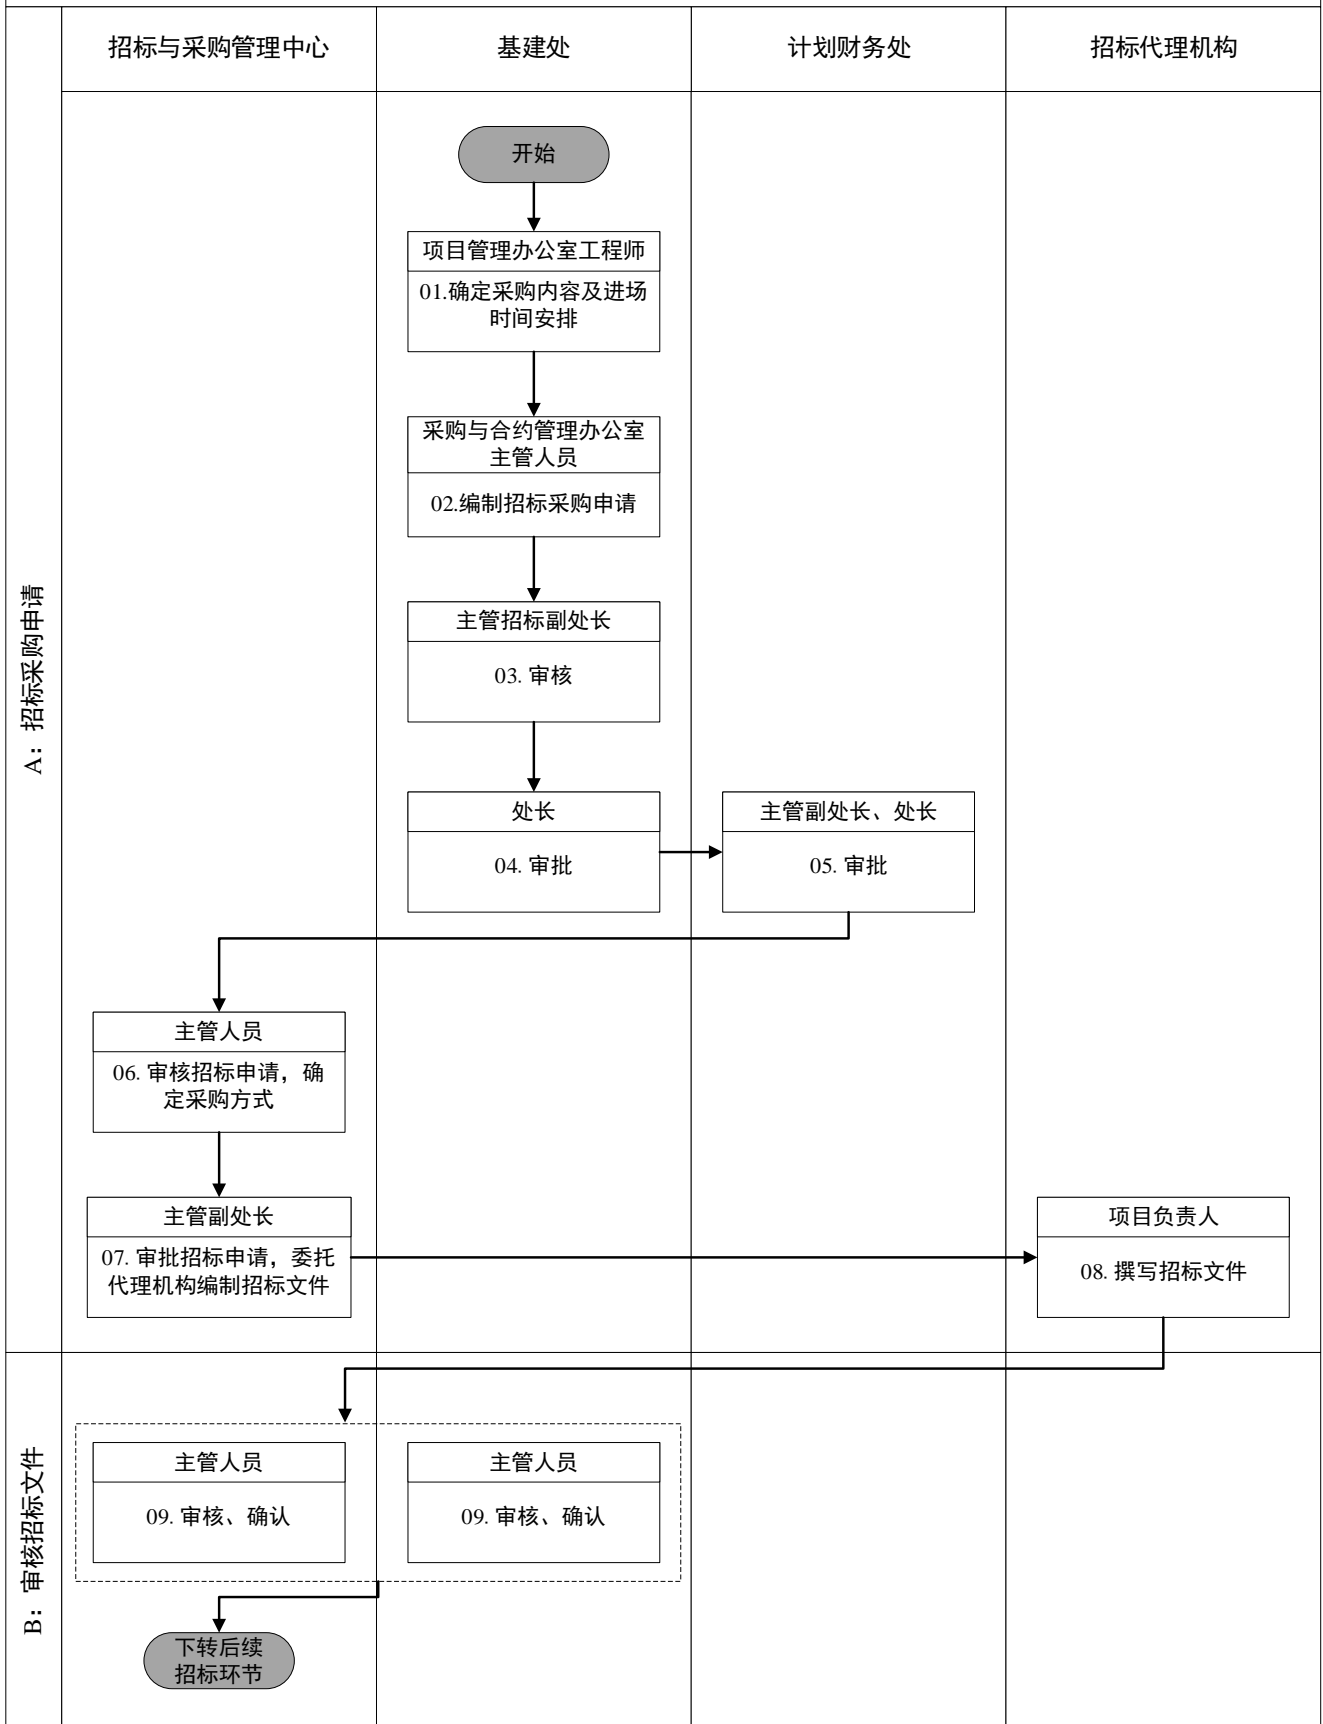 招标与采购管理中心
基建处
计划财务处
招标代理机构
A：招标采购申请
开始
项目管理办公室工程师
01.确定采购内容及进场
时间安排
采购与合约管理办公室
主管人员
02.编制招标采购申请
主管招标副处长
03. 审核
处长
04. 审批
主管副处长、处长
05. 审批
主管人员
06. 审核招标申请，确
定采购方式
主管副处长
07. 审批招标申请，委托
代理机构编制招标文件
项目负责人
08. 撰写招标文件
B：审核招标文件
主管人员
09. 审核、确认
主管人员
09. 审核、确认
下转后续
招标环节